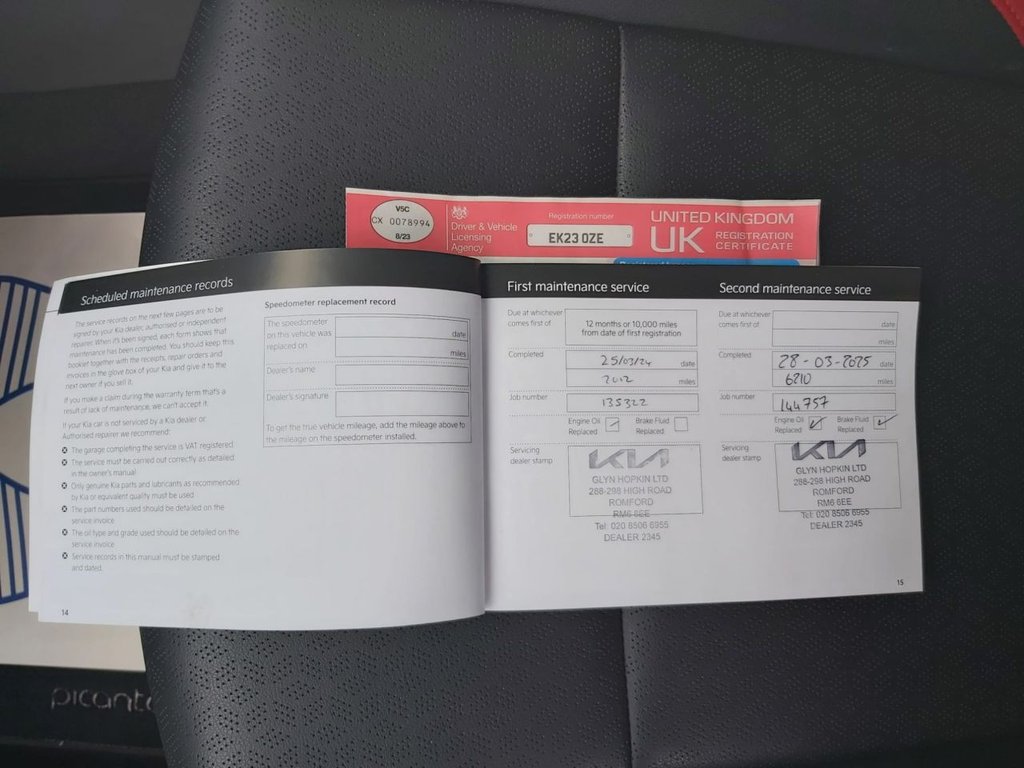 V5C
CX 0078994
8/23
Driver & Vehicle
Licensing
Agency
Registration number
EK23 OZE
UNITED KINGDOM
UK
REGISTRATION
CERTIFICATE
Scheduled maintenance records
The service records on the next few pages are to be
signed by your Kia dealer, authorised or independent
repairer. When it's been signed, each form shows that
maintenance has been completed. You should keep this
booklet together with the receipts, repair orders and
invoices in the glove box of your Kia and give it to the
next owner if you sell it.
If you make a claim during the warranty term that's a
result of lack of maintenance, we can't accept it.
If your Kia car is not serviced by a Kia dealer or
Authorised repairer we recommend:
The garage completing the service is VAT registered.
The service must be carried out correctly as detailed
in the owner's manual
Only genuine Kia parts and lubricants as recommended
by Kia or equivalent quality must be used
The part numbers used should be detailed on the
service invoice
The oil type and grade used should be detailed on the
service invoice
Service records in this manual must be stamped
and dated.
14
Speedometer replacement record
The speedometer
on this vehicle was
replaced on
date
miles
Dealer's name
Dealer's signature
To get the true vehicle mileage, add the mileage above to
the mileage on the speedometer installed.
First maintenance service
Due at whichever
comes first of
12 months or 10,000 miles
from date of first registration
Completed
25/03/24 date
2012 miles
Job number
135322
Engine Oil
Replaced
Brake Fluid
Replaced
Servicing
dealer stamp
KIA
GLYN HOPKIN LTD
288-298 HIGH ROAD
ROMFORD
RM6 6EE
Tel: 020 8506 6955
DEALER 2345
Second maintenance service
Due at whichever
comes first of
date
miles
Completed
28-03-2025 date
6210 miles
Job number
144757
Engine Oil
Replaced
Brake Fluid
Replaced
Servicing
dealer stamp
KIA
GLYN HOPKIN LTD
288-298 HIGH ROAD
ROMFORD
RM6 6EE
Tel: 020 8506 6955
DEALER 2345
15
picanto